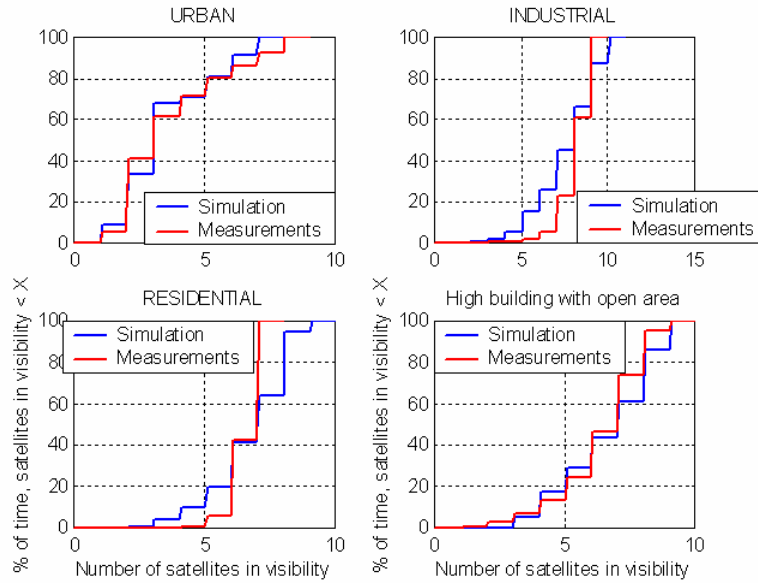 URBAN
100
80
60
40
20
0
0
5
10
Simulation
Measurements
INDUSTRIAL
100
80
60
40
20
0
0
5
10
15
Simulation
Measurements
% of time, satellites in visibility < X
RESIDENTIAL
100
80
60
40
20
0
0
5
10
Simulation
Measurements
Number of satellites in visibility
% of time, satellites in visibility < X
High building with open area
100
80
60
40
20
0
0
5
10
Simulation
Measurements
Number of satellites in visibility